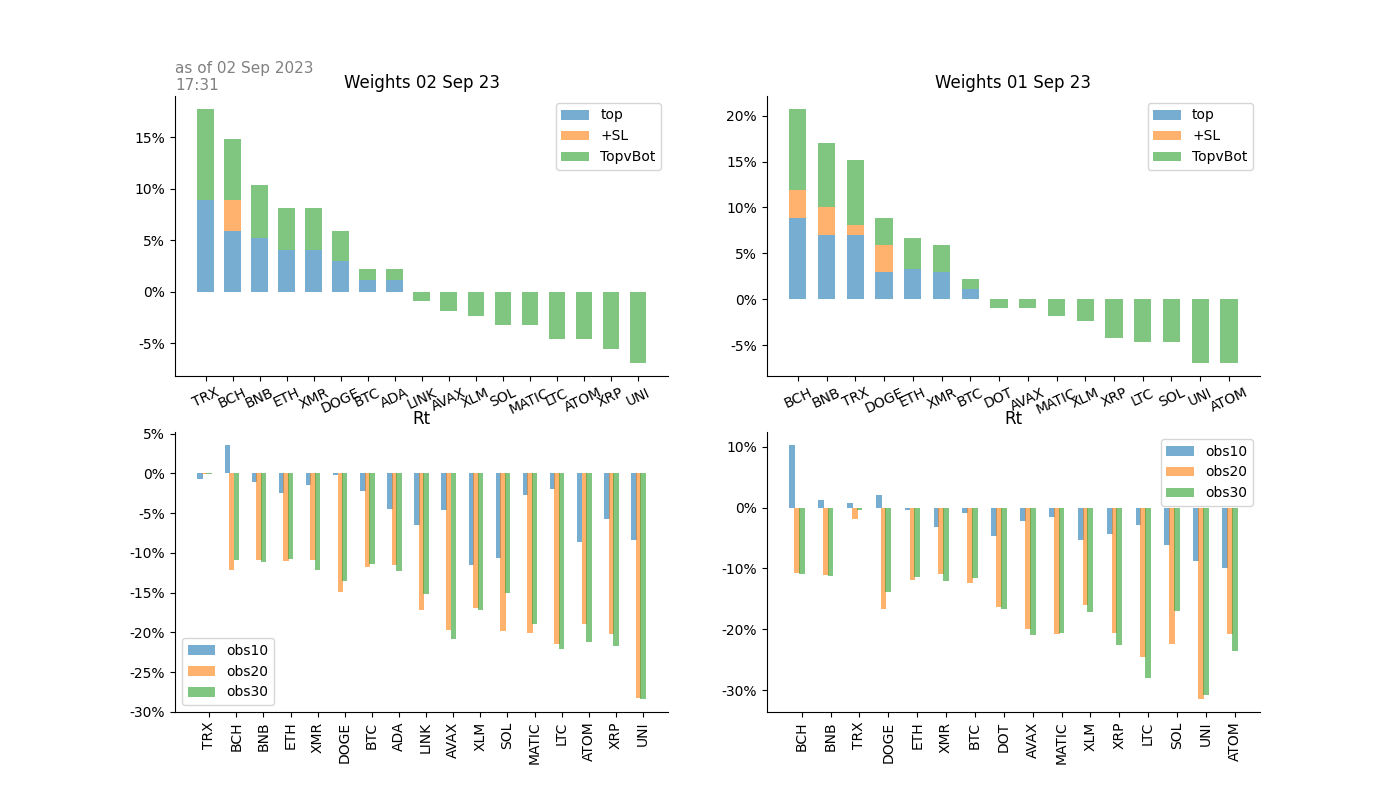 as of 02 Sep 2023
17:31
Weights 02 Sep 23
top
+SL
TopvBot
15%
10%
5%
0%
-5%
TRX BCH BNB ETH XMR DOGE BTC ADA LINK AVAX XLM SOL MATIC LTC ATOM XRP UNI
Weights 01 Sep 23
top
+SL
TopvBot
20%
15%
10%
5%
0%
-5%
BCH BNB TRX DOGE ETH XMR BTC DOT AVAX MATIC XLM XRP LTC SOL UNI ATOM
Rt
5%
0%
-5%
-10%
-15%
-20%
-25%
-30%
obs10
obs20
obs30
TRX BCH BNB ETH XMR DOGE BTC ADA LINK AVAX XLM SOL MATIC LTC ATOM XRP UNI
Rt
10%
0%
-10%
-20%
-30%
obs10
obs20
obs30
BCH BNB TRX DOGE ETH XMR BTC DOT AVAX MATIC XLM XRP LTC SOL UNI ATOM